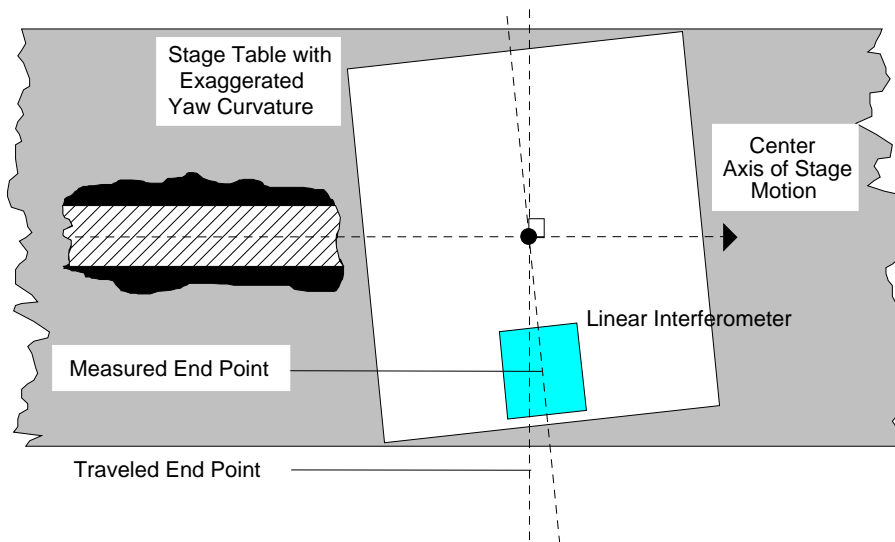 Stage Table with
Exaggerated
Yaw Curvature
Center
Axis of Stage
Motion
Linear Interferometer
Measured End Point
Traveled End Point